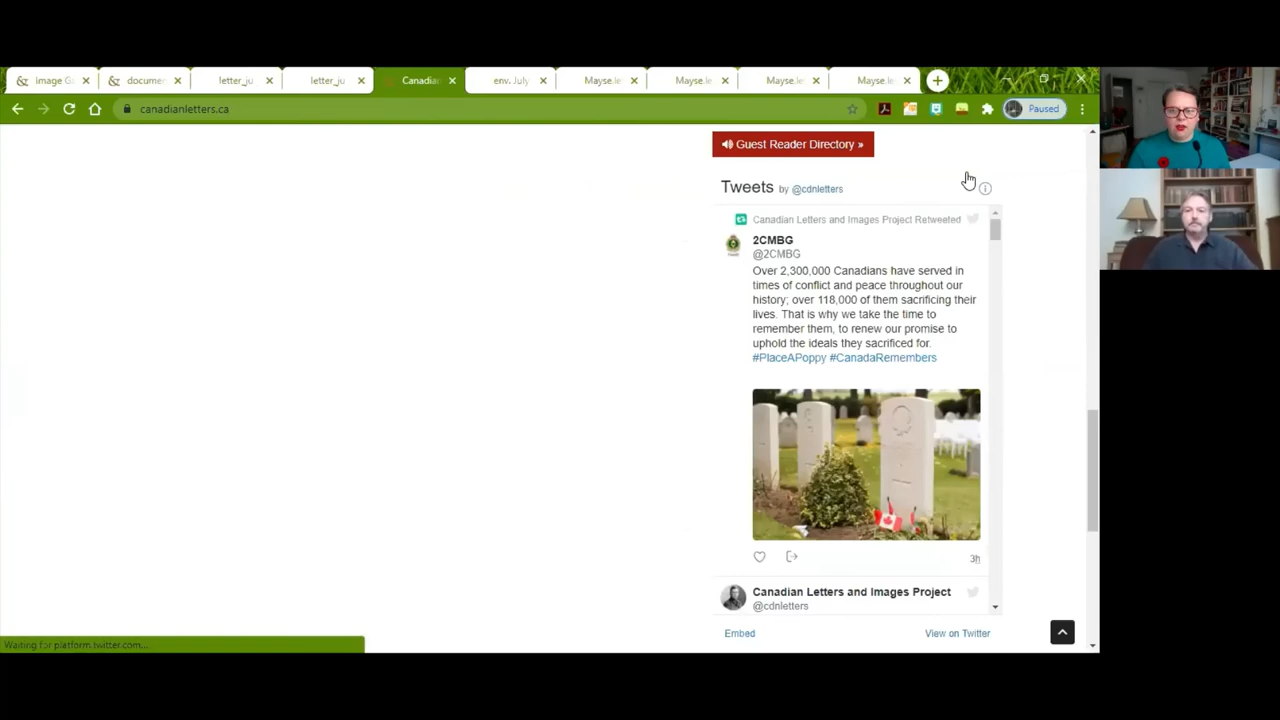 image G
documen
letter_ju
letter_ju
Canadian
env. July
Mayse.le
Mayse.le
Mayse.le
Mayse.le
canadianletters.ca
Paused
Guest Reader Directory »
Tweets by @cdnletters
Canadian Letters and Images Project Retweeted
2CMBG
@2CMBG
Over 2,300,000 Canadians have served in
times of conflict and peace throughout our
history; over 118,000 of them sacrificing their
lives. That is why we take the time to
remember them, to renew our promise to
uphold the ideals they sacrificed for.
#PlaceAPoppy #CanadaRemembers
3h
Canadian Letters and Images Project
@cdnletters
Embed
View on Twitter
Waiting for platform.twitter.com...